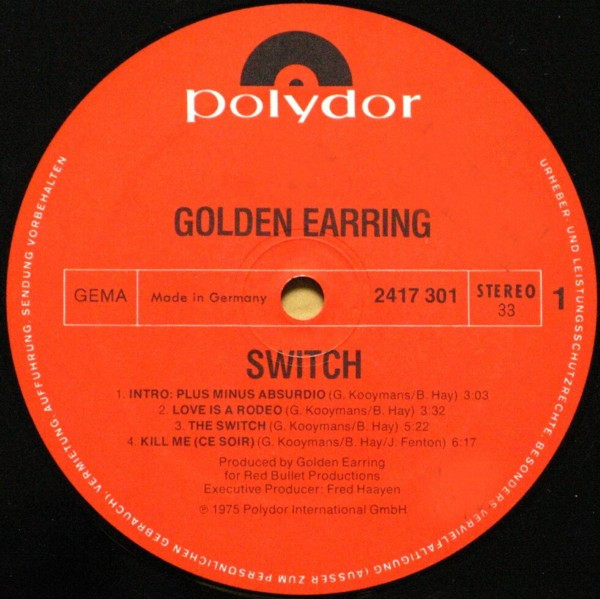 polydor
GOLDEN EARRING
GEMA
Made in Germany
2417 301
STEREO
33
1
SWITCH
1. INTRO: PLUS MINUS ABSURDIO (G. Kooymans/B. Hay) 3:03
2. LOVE IS A RODEO (G. Kooymans/B. Hay) 3:32
3. THE SWITCH (G. Kooymans/B. Hay) 5:22
4. KILL ME (CE SOIR) (G. Kooymans/B. Hay/J. Fenton) 6:17
Produced by Golden Earring
for Red Bullet Productions
Executive Producer: Fred Haayen
℗ 1975 Polydor International GmbH
URHEBER- UND LEISTUNGSSCHUTZRECHTE, BESONDERS VERVIELFÄLTIGUNG (AUSSER ZUM PERSÖNLICHEN GEBRAUCH), VERMIETUNG, AUFFÜHRUNG, SENDUNG VORBEHALTEN